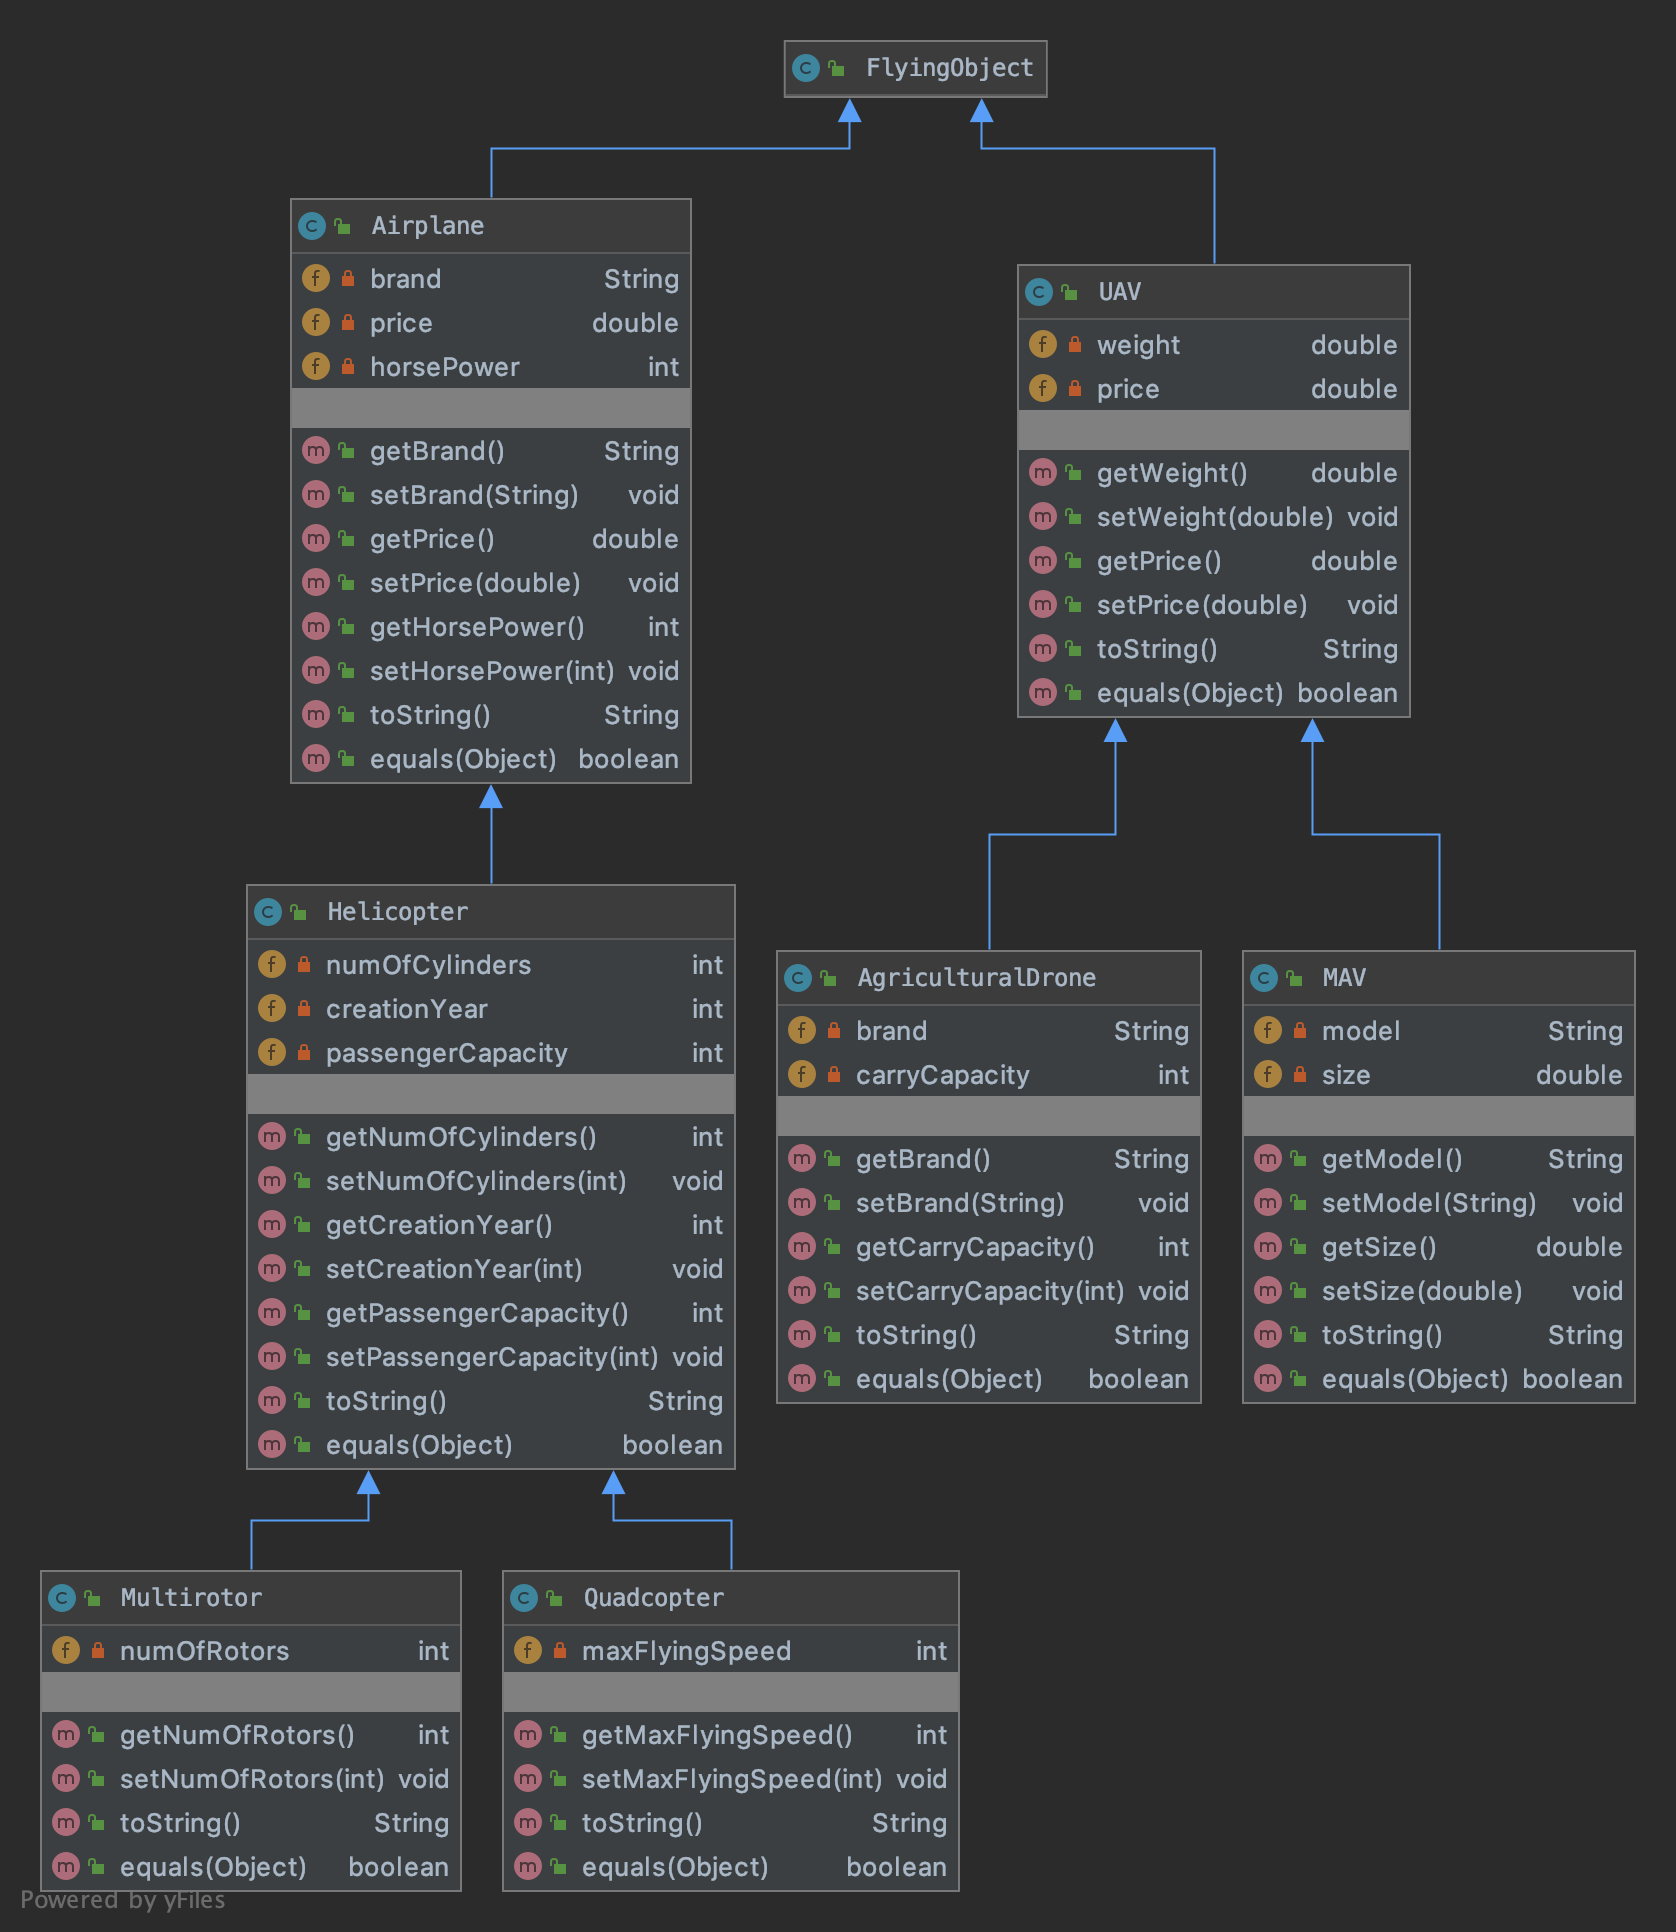 FlyingObject
Airplane
brand String
price double
horsePower int
getBrand() String
setBrand(String) void
getPrice() double
setPrice(double) void
getHorsePower() int
setHorsePower(int) void
toString() String
equals(Object) boolean
UAV
weight double
price double
getWeight() double
setWeight(double) void
getPrice() double
setPrice(double) void
toString() String
equals(Object) boolean
Helicopter
numOfCylinders int
creationYear int
passengerCapacity int
getNumOfCylinders() int
setNumOfCylinders(int) void
getCreationYear() int
setCreationYear(int) void
getPassengerCapacity() int
setPassengerCapacity(int) void
toString() String
equals(Object) boolean
AgriculturalDrone
brand String
carryCapacity int
getBrand() String
setBrand(String) void
getCarryCapacity() int
setCarryCapacity(int) void
toString() String
equals(Object) boolean
MAV
model String
size double
getModel() String
setModel(String) void
getSize() double
setSize(double) void
toString() String
equals(Object) boolean
Multirotor
numOfRotors int
getNumOfRotors() int
setNumOfRotors(int) void
toString() String
equals(Object) boolean
Quadcopter
maxFlyingSpeed int
getMaxFlyingSpeed() int
setMaxFlyingSpeed(int) void
toString() String
equals(Object) boolean
Powered by yFiles